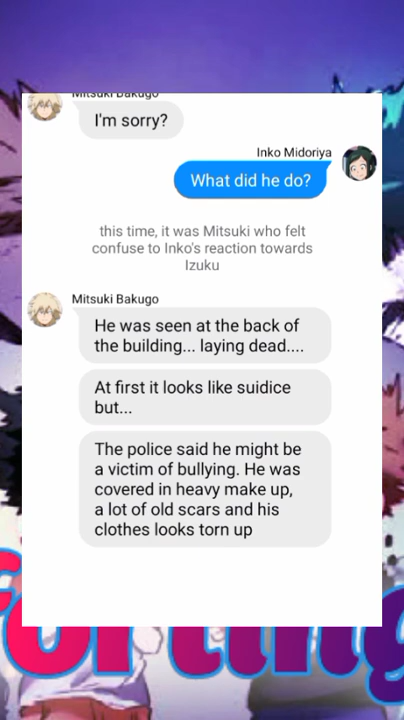 Mitsuki Bakugo
I'm sorry?
Inko Midoriya
What did he do?
this time, it was Mitsuki who felt
confuse to Inko's reaction towards
Izuku
Mitsuki Bakugo
He was seen at the back of
the building... laying dead....
At first it looks like suidice
but...
The police said he might be
a victim of bullying. He was
covered in heavy make up,
a lot of old scars and his
clothes looks torn up